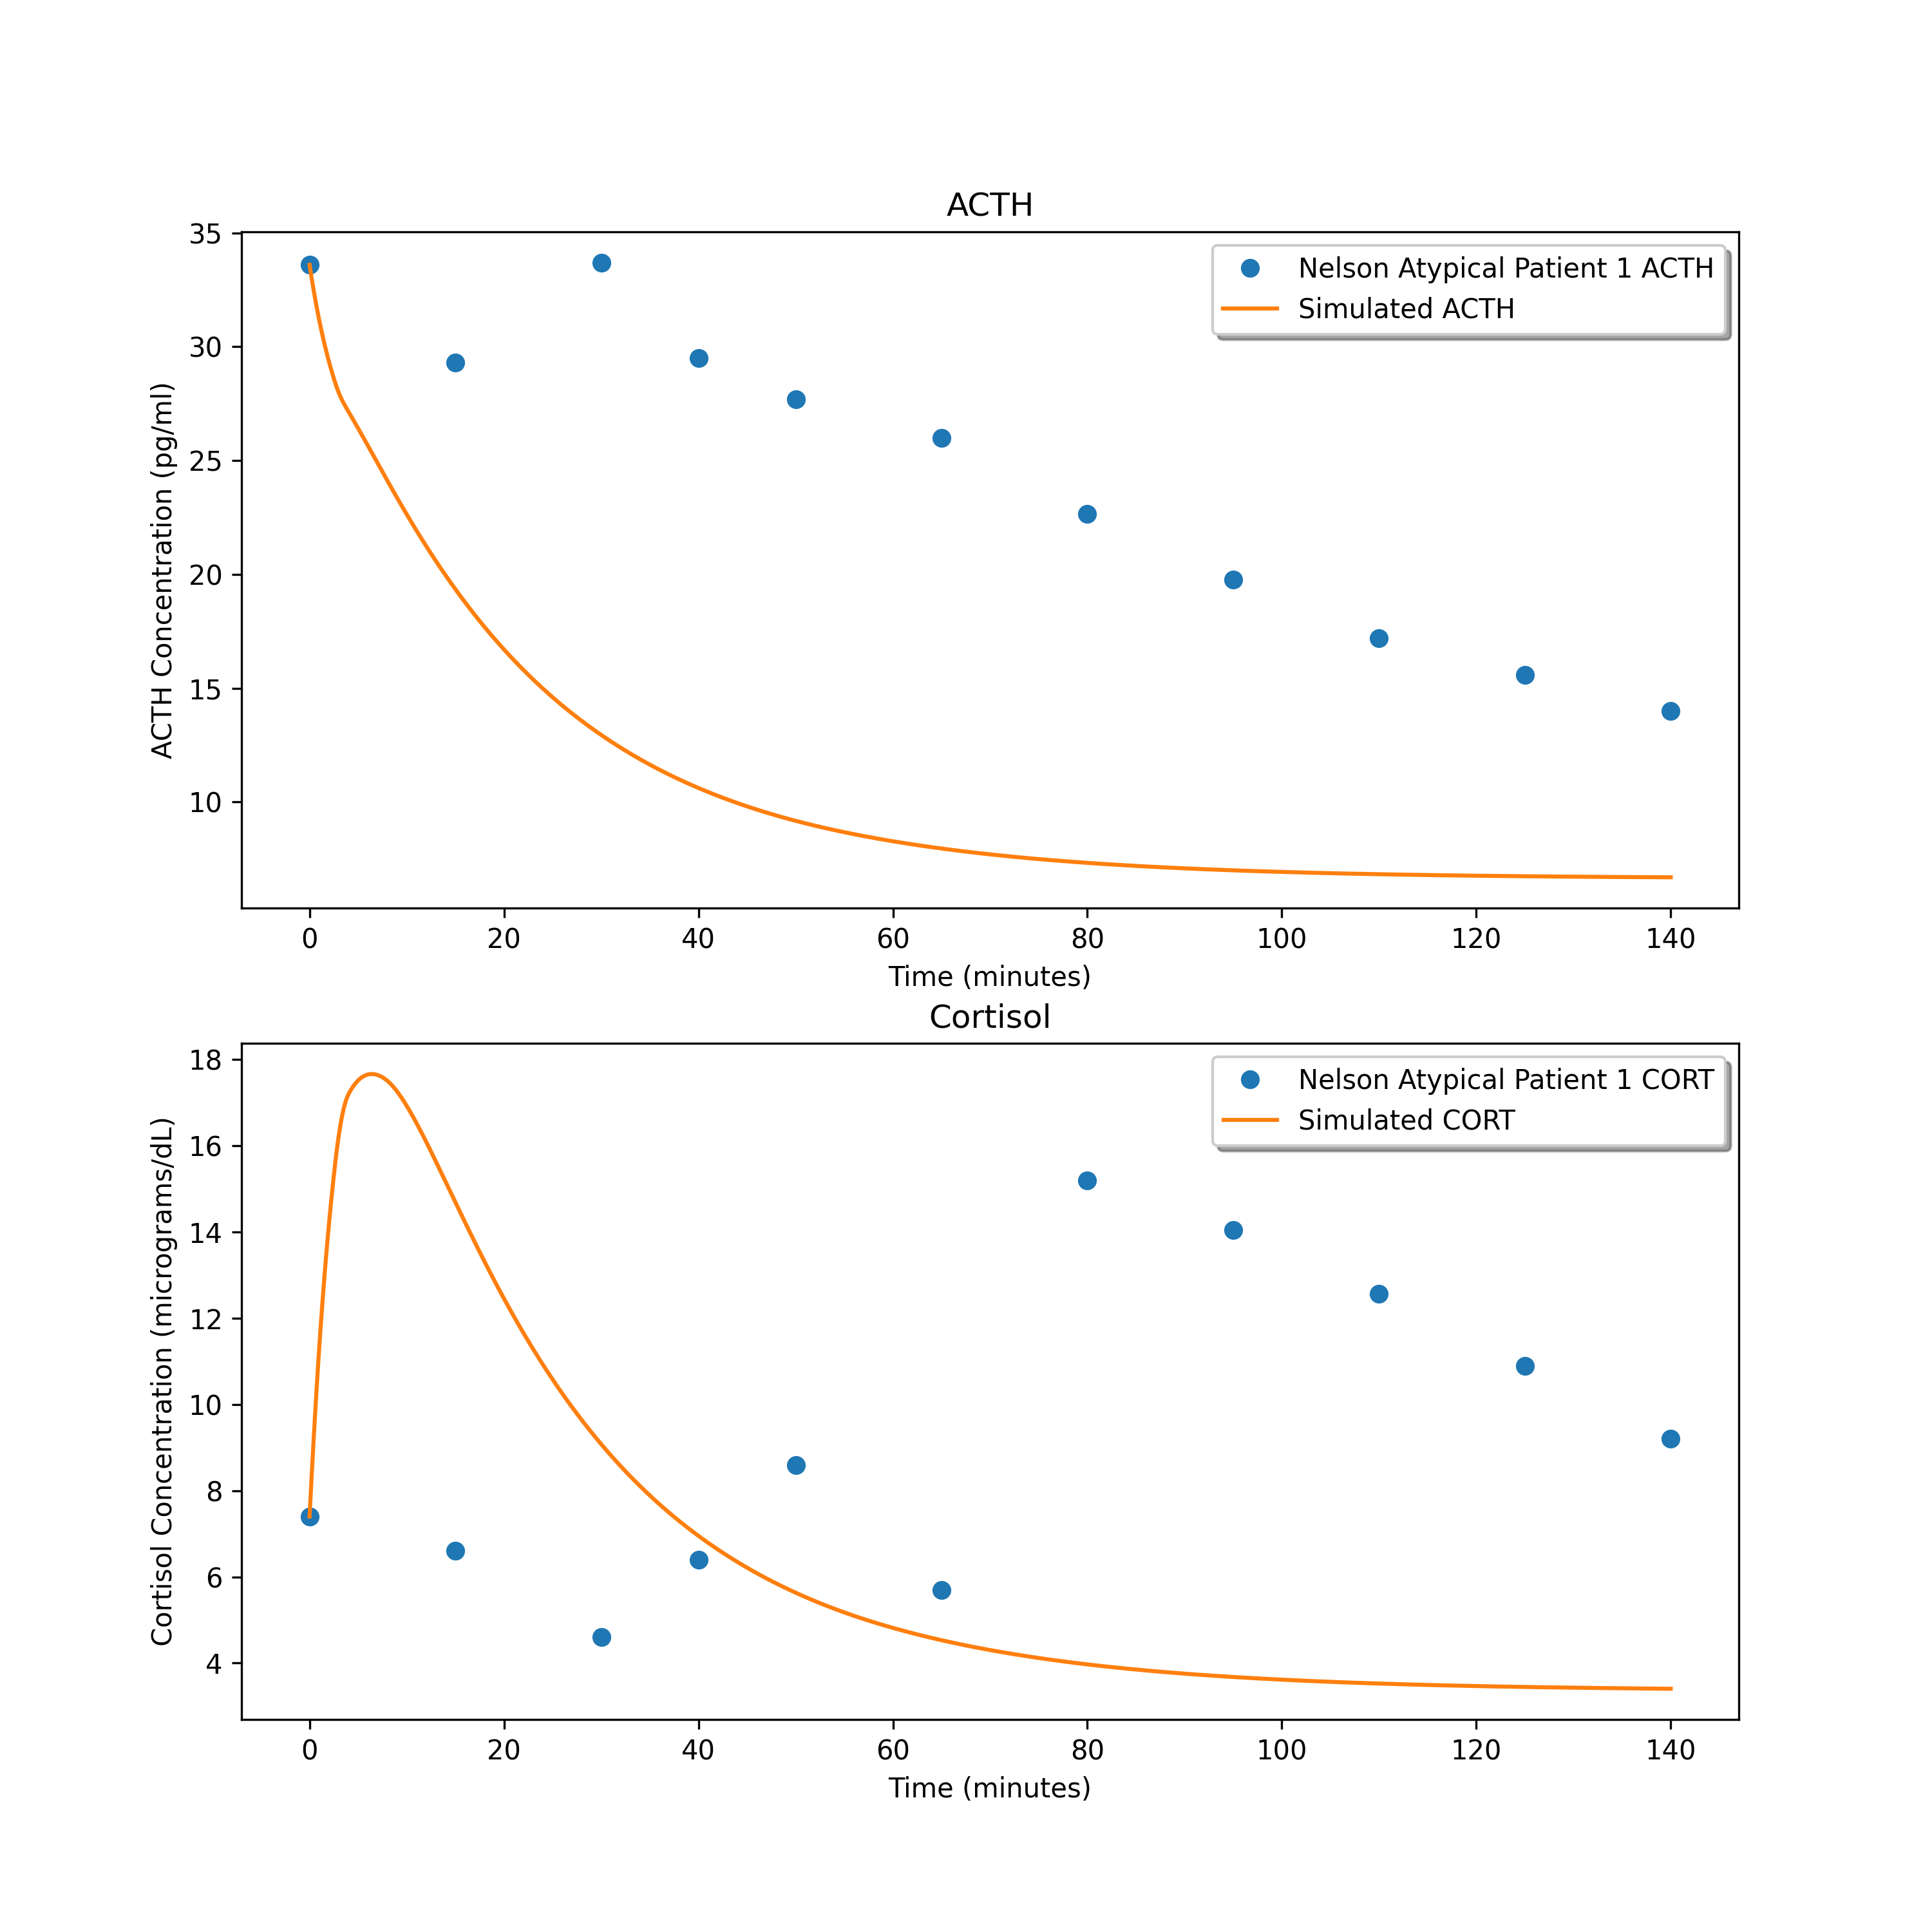 ACTH
35
30
25
20
15
10
ACTH Concentration (pg/ml)
Nelson Atypical Patient 1 ACTH
Simulated ACTH
0 20 40 60 80 100 120 140
Time (minutes)
Cortisol
18
16
14
12
10
8
6
4
Cortisol Concentration (micrograms/dL)
Nelson Atypical Patient 1 CORT
Simulated CORT
0 20 40 60 80 100 120 140
Time (minutes)